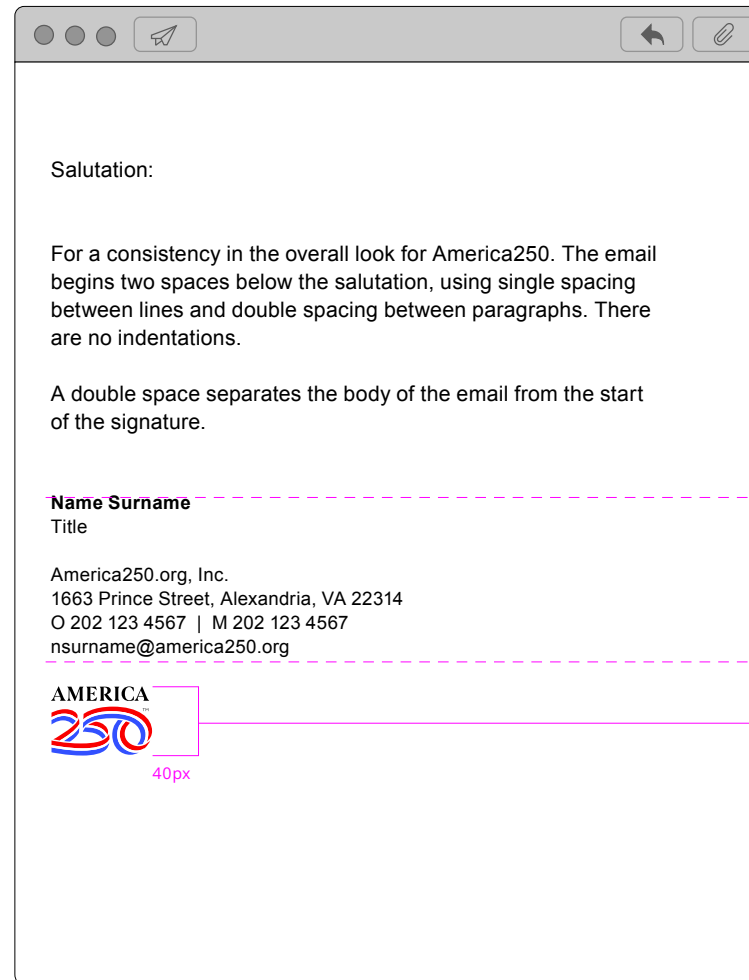 Salutation:
For a consistency in the overall look for America250. The email
begins two spaces below the salutation, using single spacing
between lines and double spacing between paragraphs. There
are no indentations.
A double space separates the body of the email from the start
of the signature.
Name Surname
Title
America250.org, Inc.
1663 Prince Street, Alexandria, VA 22314
O 202 123 4567 | M 202 123 4567
nsurname@america250.org
AMERICA
250™
40px